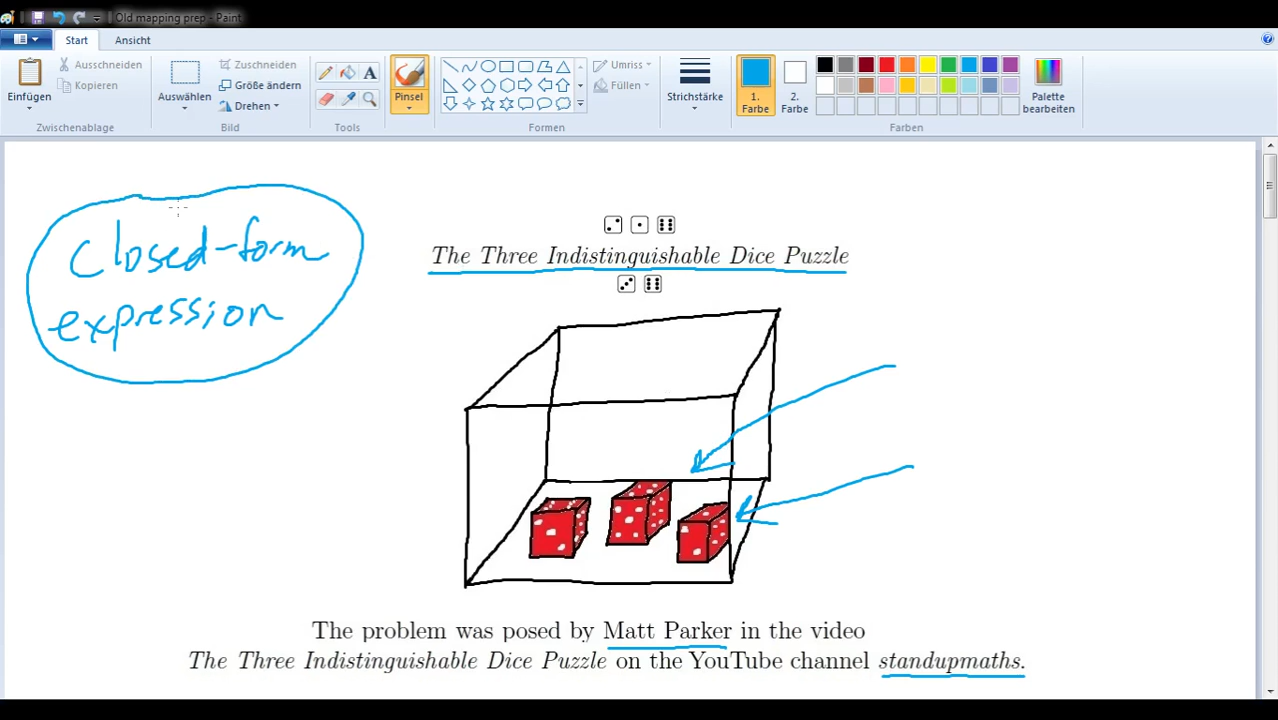 Old mapping prep - Paint
Start Ansicht
Einfügen
Ausschneiden
Kopieren
Zwischenablage
Auswählen
Zuschneiden
Größe ändern
Drehen
Bild
A
Tools
Pinsel
Umriss
Füllen
Formen
Strichstärke
1. Farbe
2. Farbe
Palette bearbeiten
Farben
closed-form
expression
The Three Indistinguishable Dice Puzzle
The problem was posed by Matt Parker in the video
The Three Indistinguishable Dice Puzzle on the YouTube channel standupmaths.